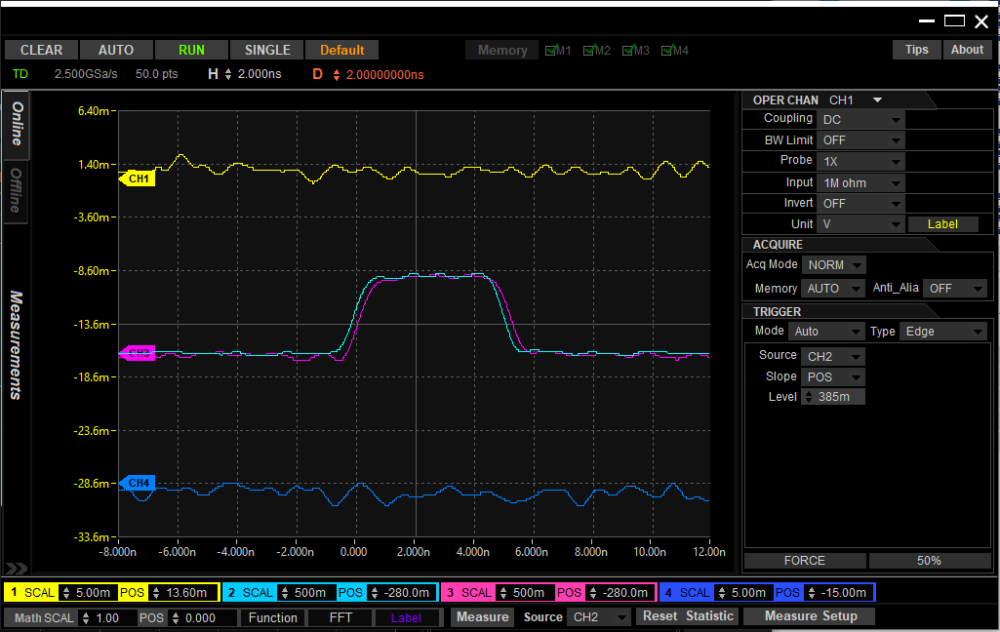 CLEAR AUTO RUN SINGLE Default Memory M1 M2 M3 M4 Tips About
TD 2.500GSa/s 50.0 pts H 2.000ns D 2.00000000ns
Online
Offline
Measurements
6.40m
1.40m
-3.60m
-8.60m
-13.6m
-18.6m
-23.6m
-28.6m
-33.6m
CH1
CH4
-8.000n -6.000n -4.000n -2.000n 0.000 2.000n 4.000n 6.000n 8.000n 10.00n 12.00n
OPER CHAN CH1
Coupling DC
BW Limit OFF
Probe 1X
Input 1M ohm
Invert OFF
Unit V Label
ACQUIRE
Acq Mode NORM
Memory AUTO Anti_Alia OFF
TRIGGER
Mode Auto Type Edge
Source CH2
Slope POS
Level 385m
FORCE 50%
1 SCAL 5.00m POS 13.60m 2 SCAL 500m POS -280.0m 3 SCAL 500m POS -280.0m 4 SCAL 5.00m POS -15.00m
Math SCAL 1.00 POS 0.000 Function FFT Label Measure Source CH2 Reset Statistic Measure Setup